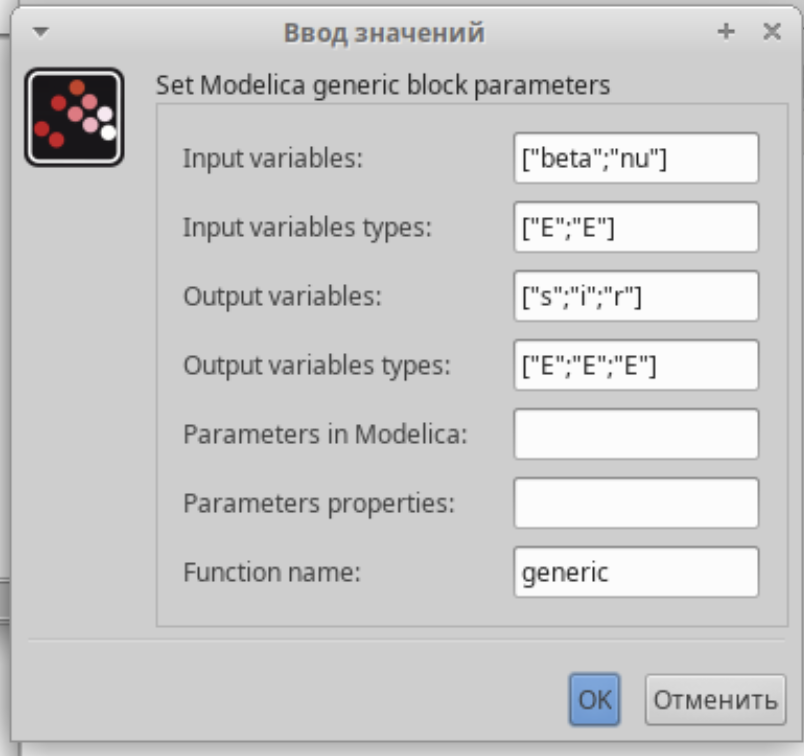 Ввод значений
Set Modelica generic block parameters
Input variables: ["beta";"nu"]
Input variables types: ["E";"E"]
Output variables: ["s";"i";"r"]
Output variables types: ["E";"E";"E"]
Parameters in Modelica:
Parameters properties:
Function name: generic
OK Отменить